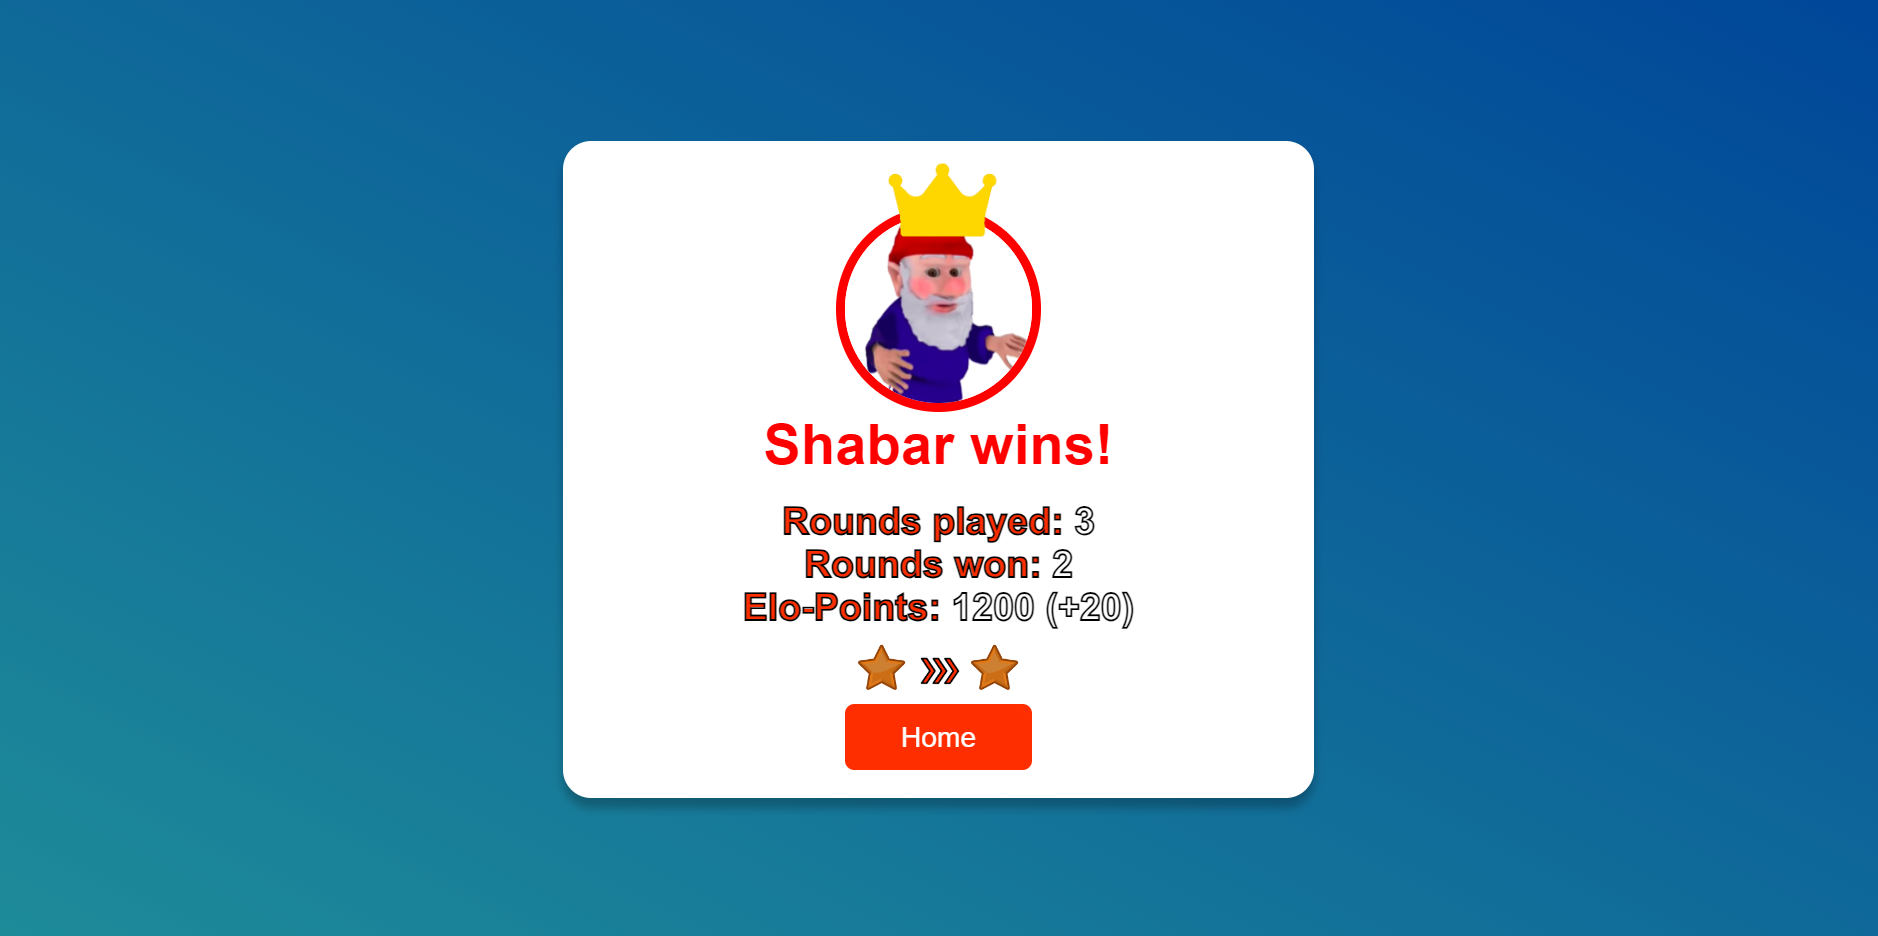 Shabar wins!
Rounds played: 3
Rounds won: 2
Elo-Points: 1200 (+20)
Home